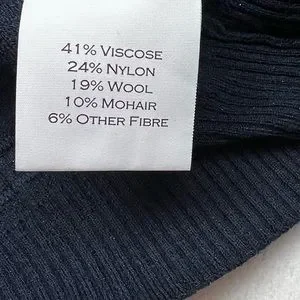 41% VISCOSE
24% NYLON
19% WOOL
10% MOHAIR
6% OTHER FIBRE